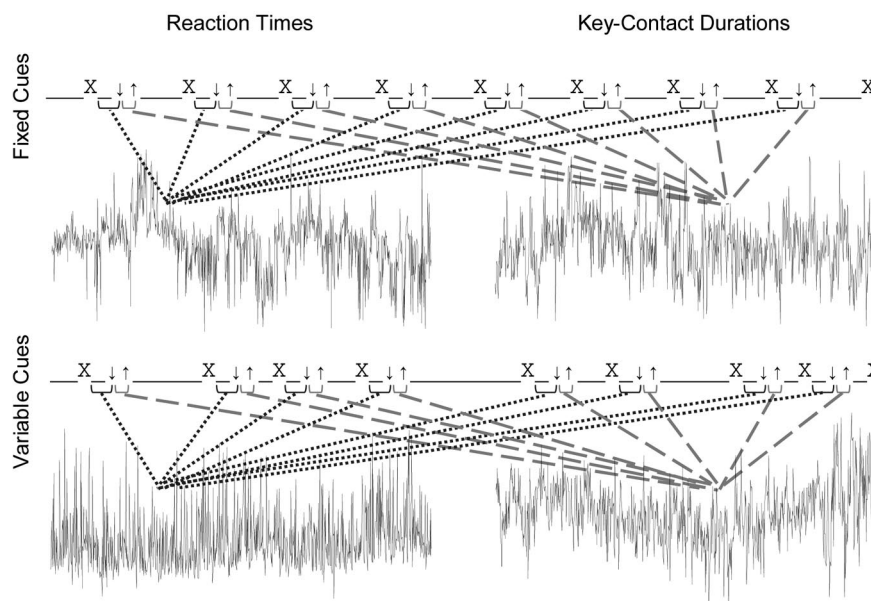 Reaction Times Key-Contact Durations
Fixed Cues
X ↓ ↑ X ↓ ↑ X ↓ ↑ X ↓ ↑ X ↓ ↑ X ↓ ↑ X ↓ ↑ X ↓ ↑ X
Variable Cues
X ↓ ↑ X ↓ ↑ X ↓ ↑ X ↓ ↑ X ↓ ↑ X ↓ ↑ X ↓ ↑ X ↓ ↑ X